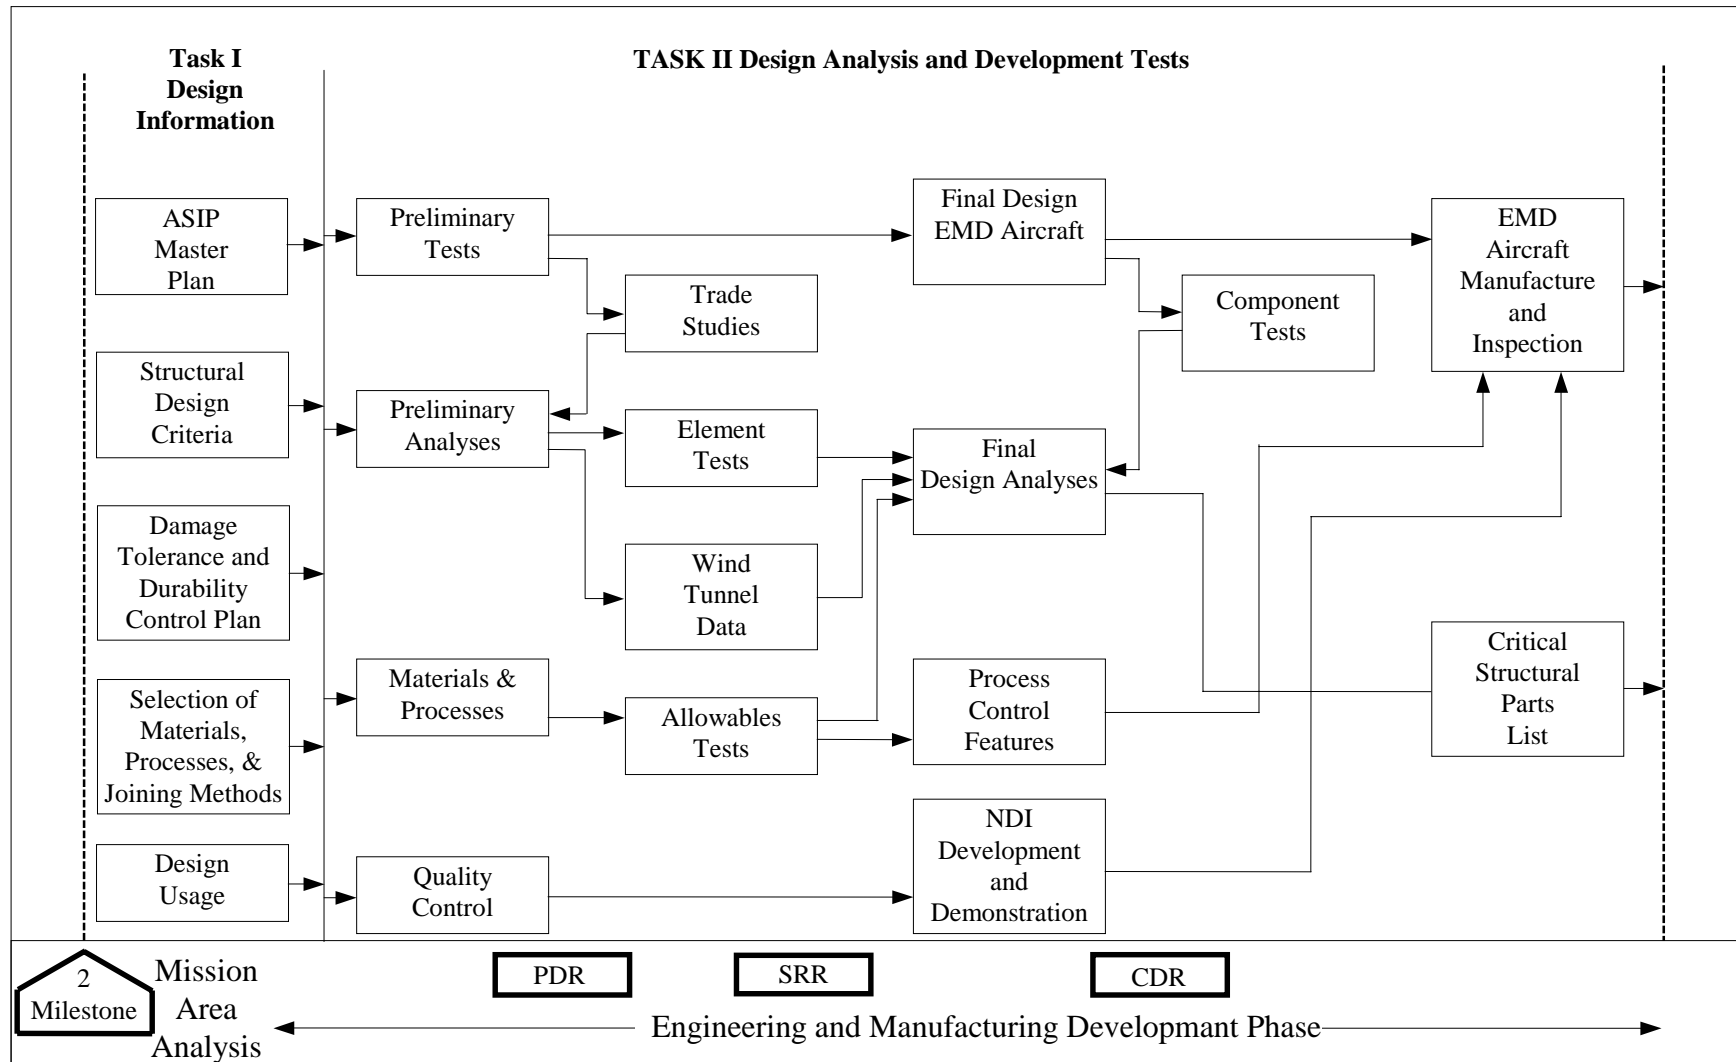 Task I
Design
Information
TASK II Design Analysis and Development Tests
ASIP
Master
Plan
Structural
Design
Criteria
Damage
Tolerance and
Durability
Control Plan
Selection of
Materials,
Processes, &
Joining Methods
Design
Usage
Preliminary
Tests
Preliminary
Analyses
Materials &
Processes
Quality
Control
Trade
Studies
Element
Tests
Wind
Tunnel
Data
Allowables
Tests
Final Design
EMD Aircraft
Final
Design Analyses
Process
Control
Features
NDI
Development
and
Demonstration
Component
Tests
EMD
Aircraft
Manufacture
and
Inspection
Critical
Structural
Parts
List
2
Milestone
Mission
Area
Analysis
PDR
SRR
CDR
Engineering and Manufacturing Developmant Phase